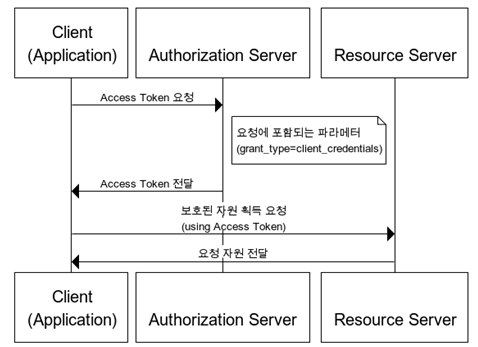 Client
(Application)
Authorization Server
Resource Server
Access Token 요청
요청에 포함되는 파라메터
(grant_type=client_credentials)
Access Token 전달
보호된 자원 획득 요청
(using Access Token)
요청 자원 전달
Client
(Application)
Authorization Server
Resource Server